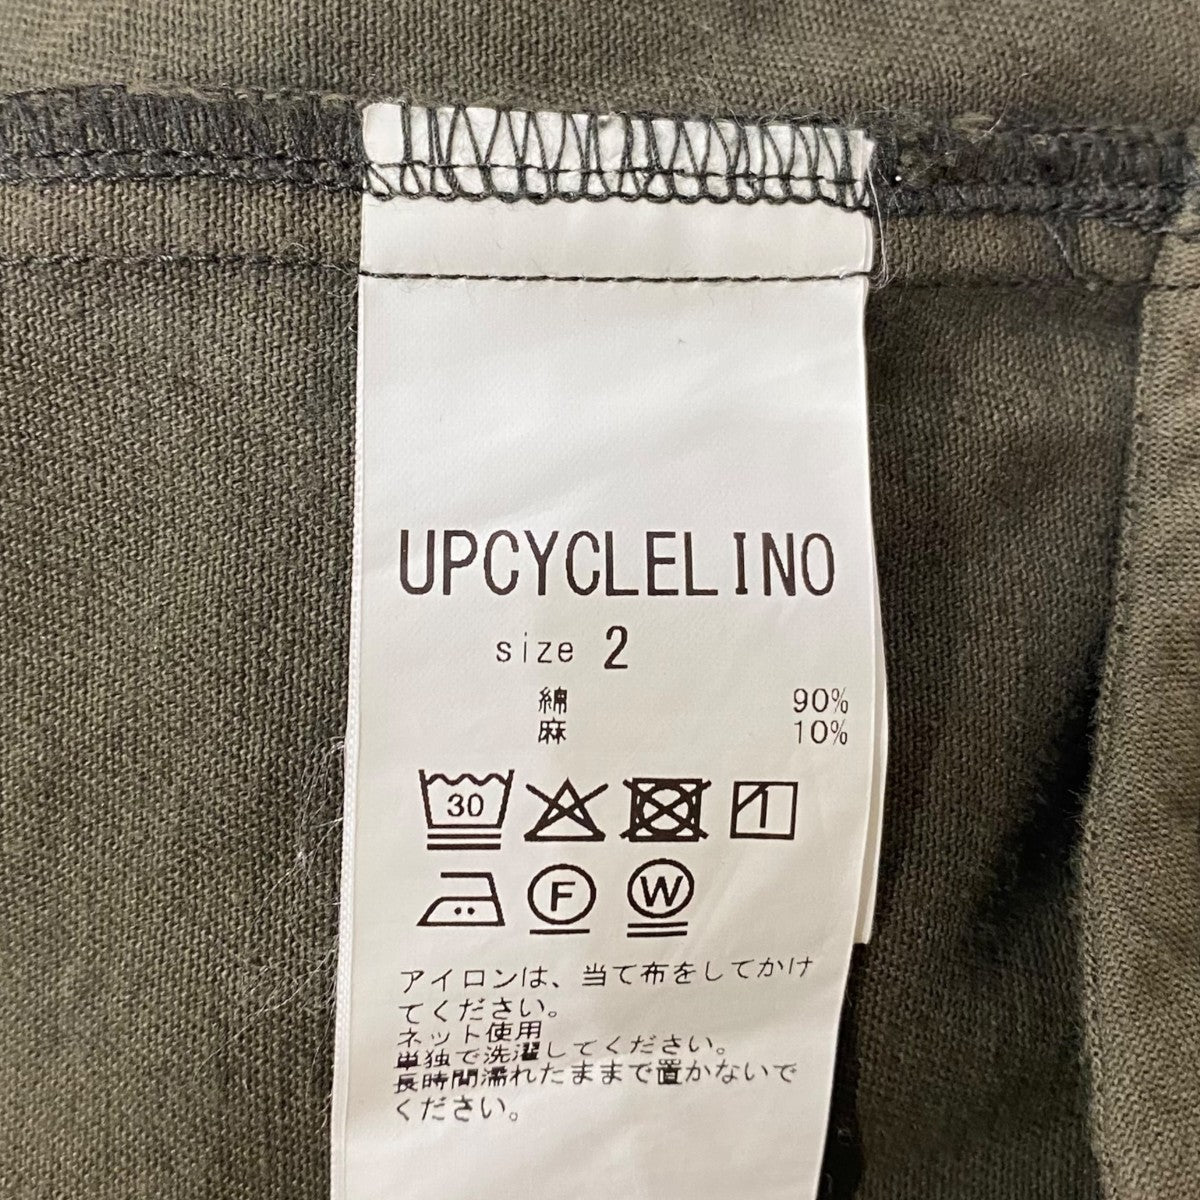 UPCYCLELINO
size 2
綿 90%
麻 10%
30
F W
アイロンは、当て布をしてかけ
てください。
ネット使用
単独で洗濯してください。
長時間濡れたままで置かないで
ください。